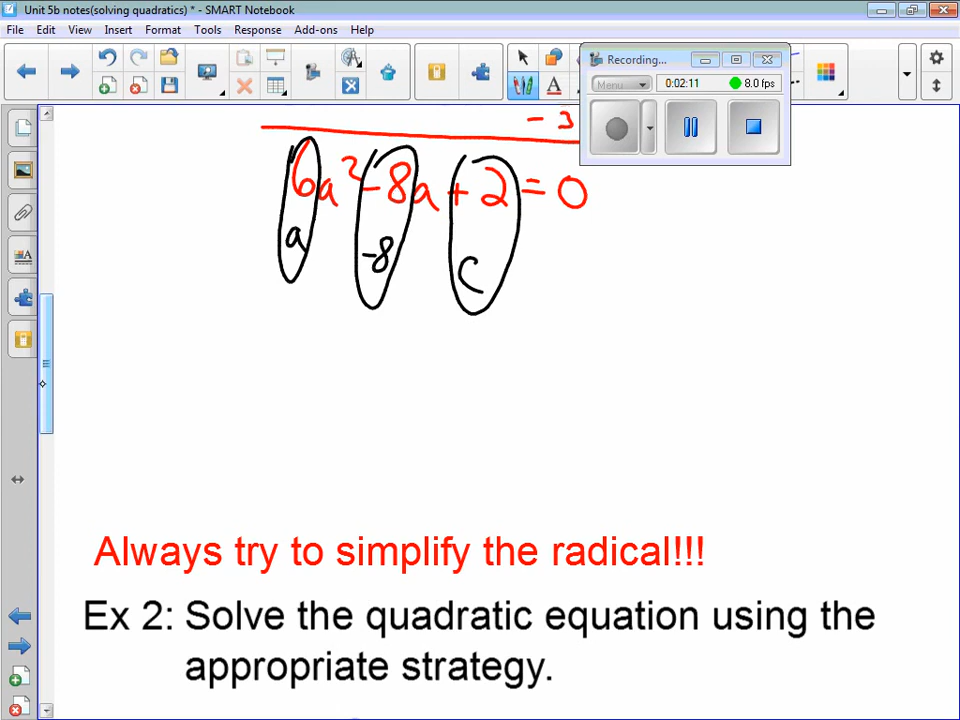 Unit 5b notes(solving quadratics) * - SMART Notebook
File Edit View Insert Format Tools Response Add-ons Help
Recording...
Menu 0:02:11 8.0 fps
A
- 3
6a² - 8a + 2 = 0
a -8 c
Always try to simplify the radical!!!
Ex 2: Solve the quadratic equation using the
appropriate strategy.